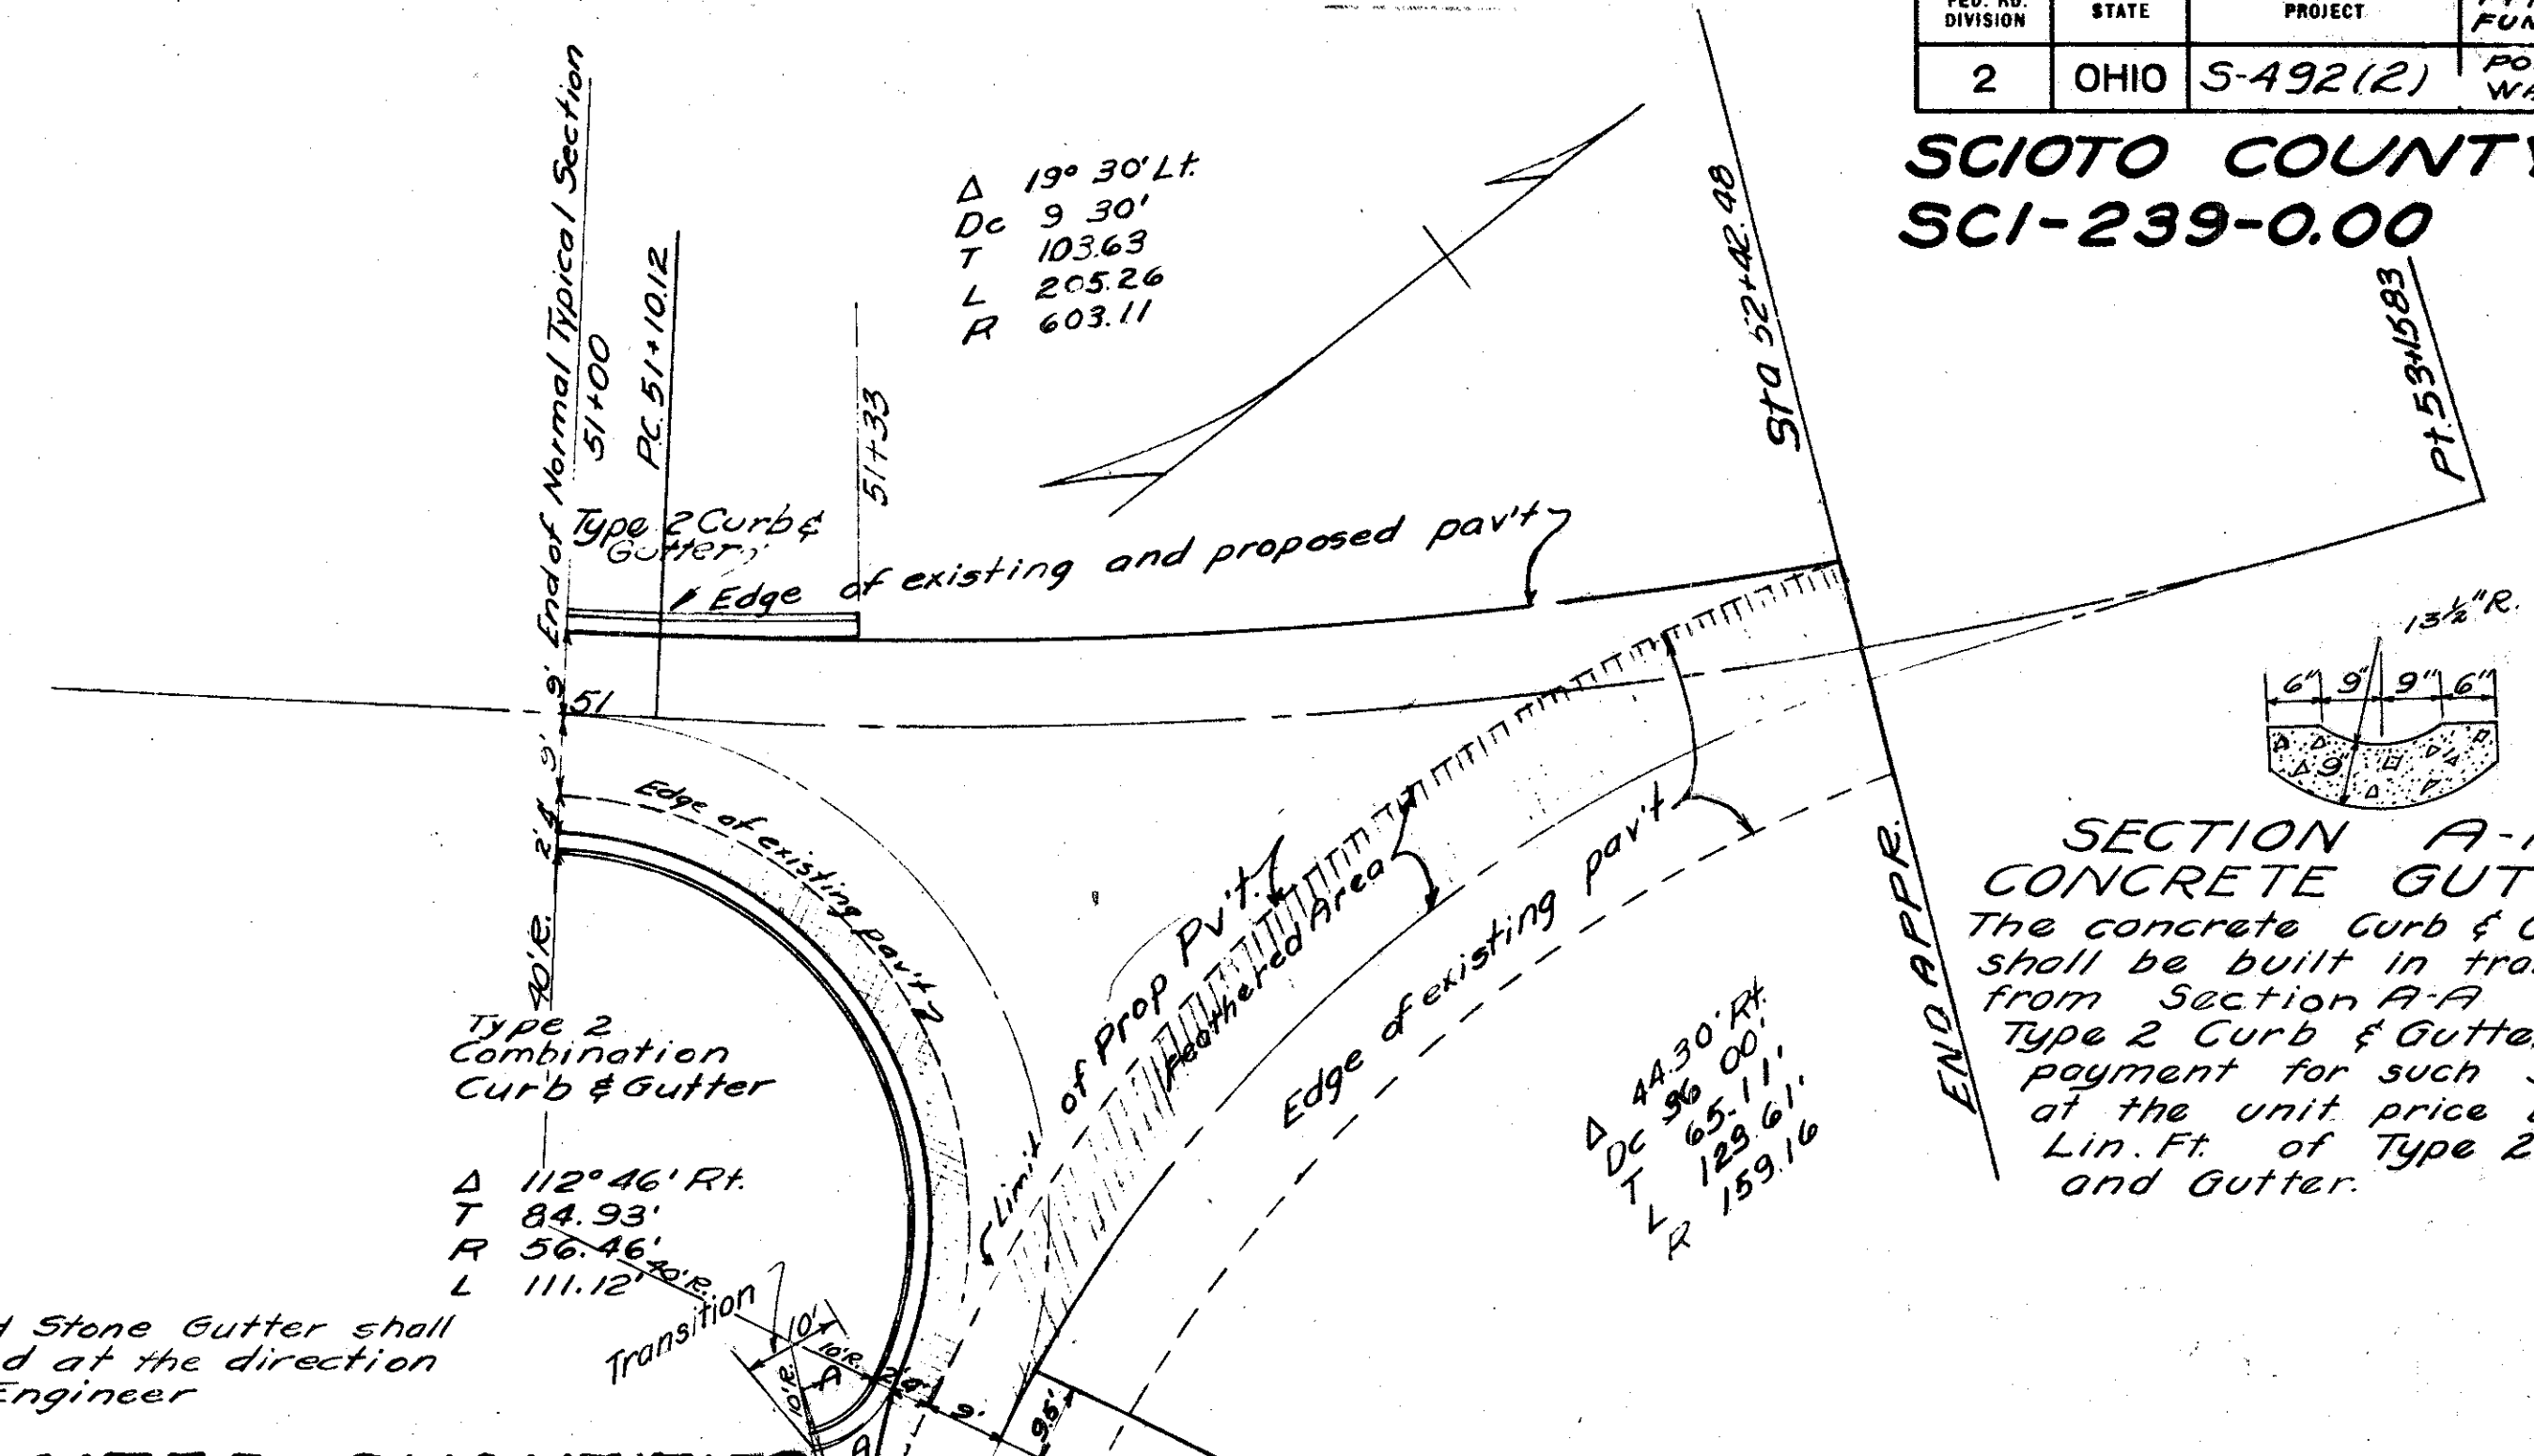 FED. RD.
DIVISION
STATE
PROJECT
2
OHIO
S-492(2)
SCIOTO COUNTY
SCI-239-0.00
End of Normal Typical Section
51+00
P.C. 51+10.12
51+33
Δ 19° 30' Lt.
Dc 9 30'
T 103.63
L 205.26
R 603.11
Sta 52+42.48
Pt. 53+15.83
Type 2 Curb &
Gutter
Edge of existing and proposed pav't
13½" R.
6" 9" 9" 6"
9"
9'
51
9'
2'4"
40'R.
Edge of existing pav't
Limit of Prop Pv't.
Feathered Area
Edge of existing pav't
END APPR.
SECTION A-A
CONCRETE GUT
The concrete Curb & G
shall be built in tra
from Section A-A
Type 2 Curb & Gutte
payment for such
at the unit price
Lin. Ft. of Type 2
and Gutter.
Type 2
Combination
Curb & Gutter
Δ 112° 46' Rt.
T 84.93'
R 56.46'
L 111.12'
40'R.
Δ 44.30' Rt.
Dc 36 00'
T 65.11'
L 129.61'
R 159.16
Transition
10'
10'R.
10'R.
A
A
9'
9.5'
Stone Gutter shall
d at the direction
Engineer